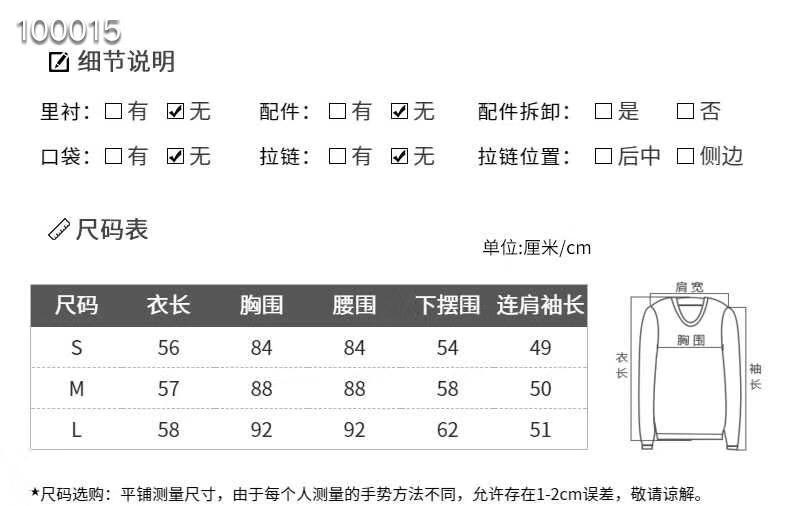 100015
细节说明
里衬: □有 ☑无 配件: □有 ☑无 配件拆卸: □是 □否
口袋: □有 ☑无 拉链: □有 ☑无 拉链位置: □后中 □侧边
尺码表
单位:厘米/cm
尺码 衣长 胸围 腰围 下摆围 连肩袖长
S 56 84 84 54 49
M 57 88 88 58 50
L 58 92 92 62 51
肩宽
胸围
衣长
袖长
★尺码选购：平铺测量尺寸，由于每个人测量的手势方法不同，允许存在1-2cm误差，敬请谅解。